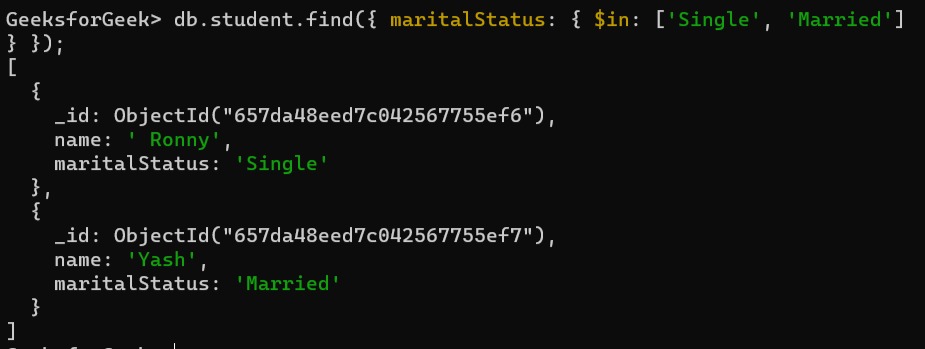 GeeksforGeek> db.student.find({ maritalStatus: { $in: ['Single', 'Married']
} });
[
  {
    _id: ObjectId("657da48eed7c042567755ef6"),
    name: ' Ronny',
    maritalStatus: 'Single'
  },
  {
    _id: ObjectId("657da48eed7c042567755ef7"),
    name: 'Yash',
    maritalStatus: 'Married'
  }
]